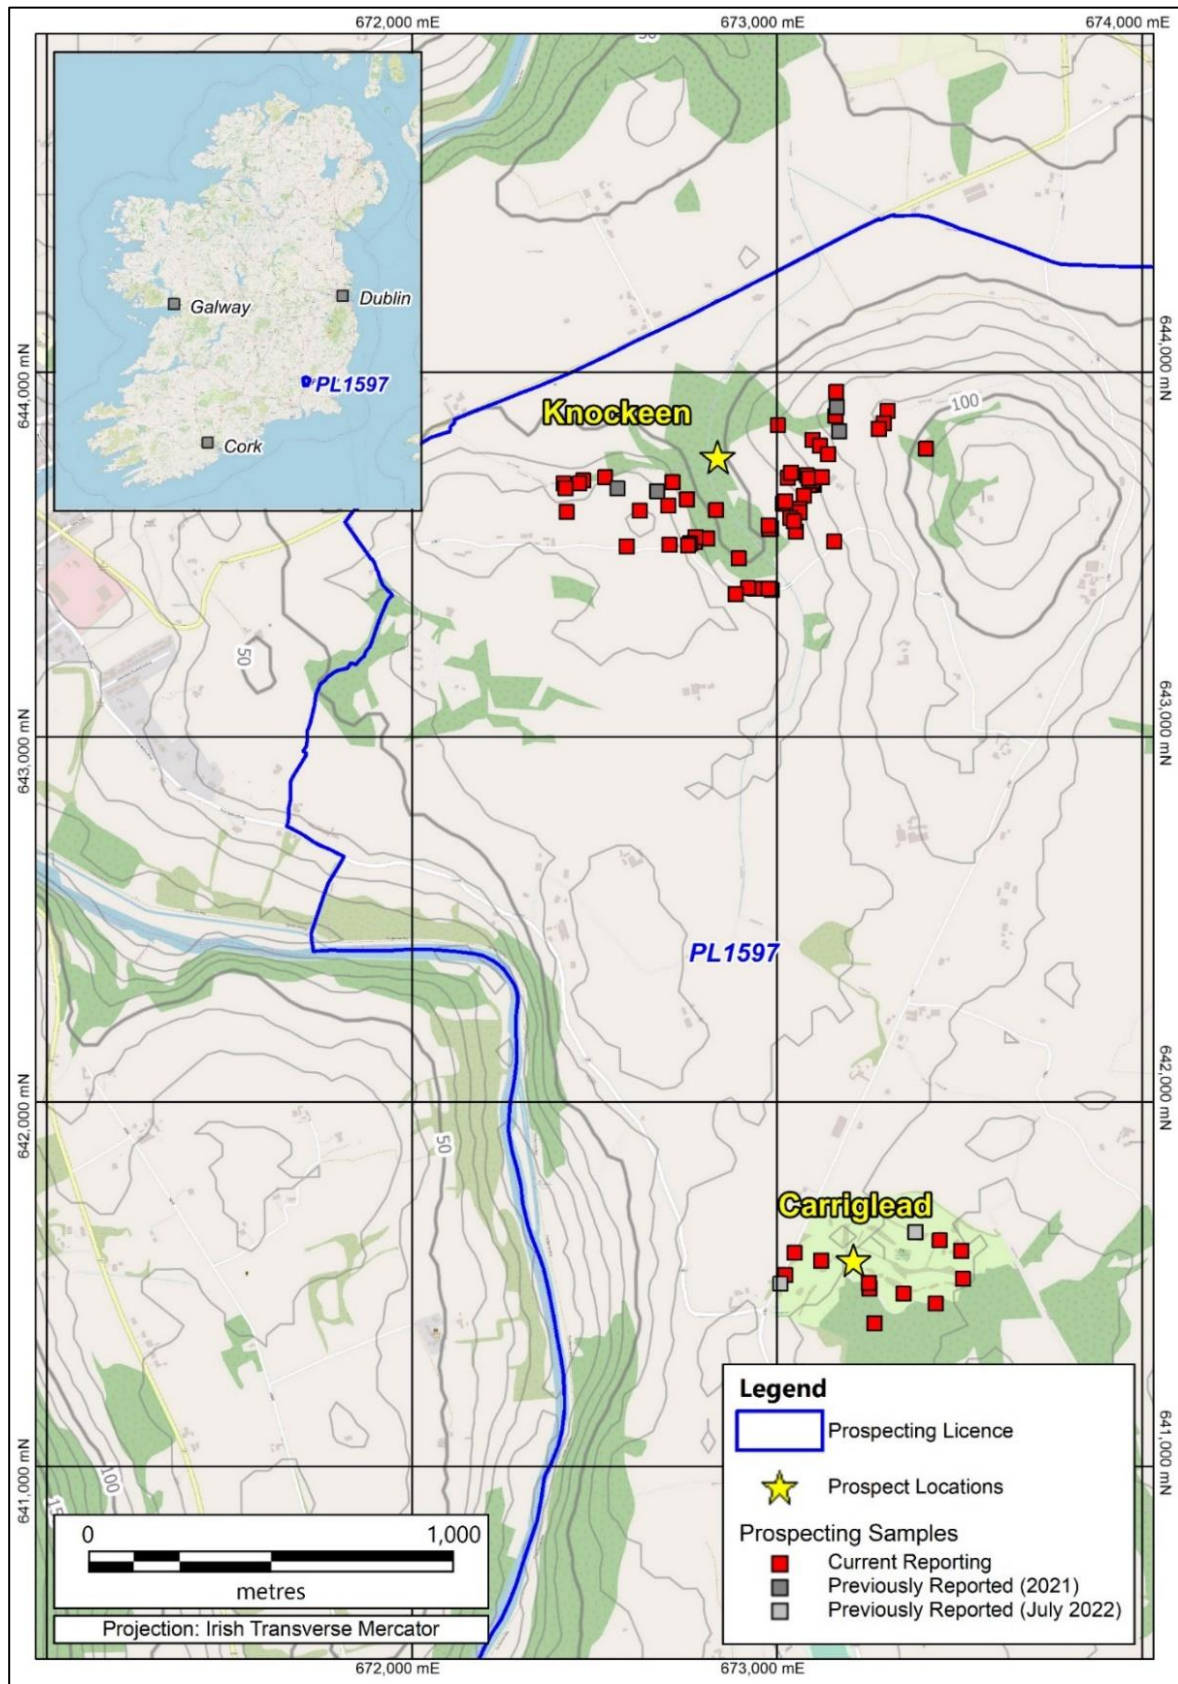 672,000 mE
673,000 mE
674,000 mE
50
Galway
Dublin
PL1597
Cork
644,000 mN
644,000 mN
100
Knockeen
50
643,000 mN
643,000 mN
PL1597
642,000 mN
642,000 mN
50
Carriglead
Legend
Prospecting Licence
Prospect Locations
Prospecting Samples
Current Reporting
Previously Reported (2021)
Previously Reported (July 2022)
641,000 mN
641,000 mN
100
0 1,000
metres
Projection: Irish Transverse Mercator
672,000 mE
673,000 mE